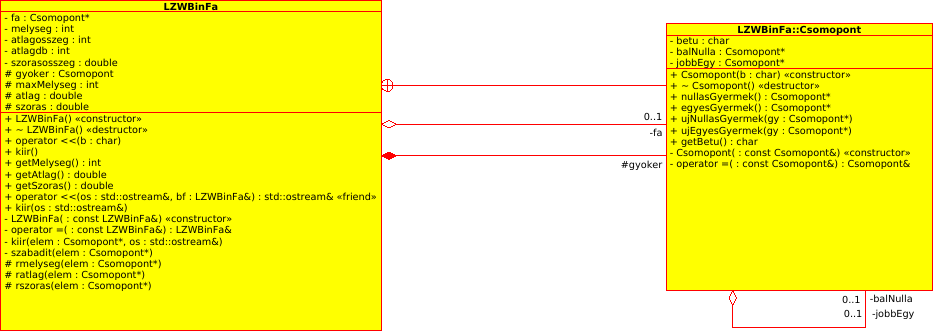 LZWBinFa
- fa : Csomopont*
- melyseg : int
- atlagosszeg : int
- atlagdb : int
- szorasosszeg : double
# gyoker : Csomopont
# maxMelyseg : int
# atlag : double
# szoras : double
+ LZWBinFa() «constructor»
+ ~ LZWBinFa() «destructor»
+ operator <<(b : char)
+ kiir()
+ getMelyseg() : int
+ getAtlag() : double
+ getSzoras() : double
+ operator <<(os : std::ostream&, bf : LZWBinFa&) : std::ostream& «friend»
+ kiir(os : std::ostream&)
- LZWBinFa( : const LZWBinFa&) «constructor»
- operator =( : const LZWBinFa&) : LZWBinFa&
- kiir(elem : Csomopont*, os : std::ostream&)
- szabadit(elem : Csomopont*)
# rmelyseg(elem : Csomopont*)
# ratlag(elem : Csomopont*)
# rszoras(elem : Csomopont*)
0..1
-fa
#gyoker
LZWBinFa::Csomopont
- betu : char
- balNulla : Csomopont*
- jobbEgy : Csomopont*
+ Csomopont(b : char) «constructor»
+ ~ Csomopont() «destructor»
+ nullasGyermek() : Csomopont*
+ egyesGyermek() : Csomopont*
+ ujNullasGyermek(gy : Csomopont*)
+ ujEgyesGyermek(gy : Csomopont*)
+ getBetu() : char
- Csomopont( : const Csomopont&) «constructor»
- operator =( : const Csomopont&) : Csomopont&
0..1 -balNulla
0..1 -jobbEgy